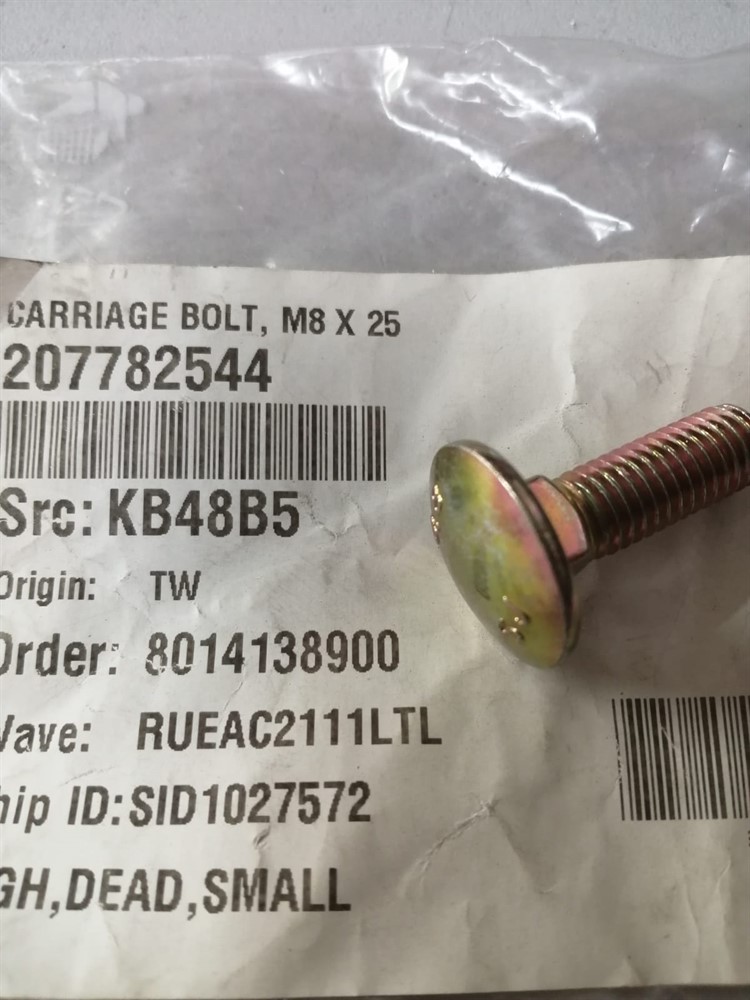 CARRIAGE BOLT, M8 X 25
207782544
Src: KB48B5
Origin: TW
Order: 8014138900
Wave: RUEAC2111LTL
hip ID:SID1027572
GH,DEAD,SMALL